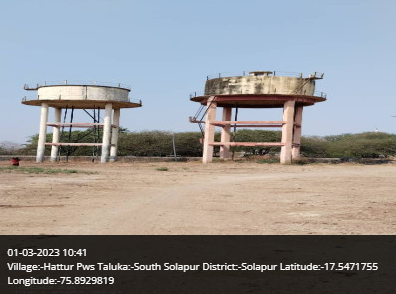 01-03-2023 10:41
Village:-Hattur Pws Taluka:-South Solapur District:-Solapur Latitude:-17.5471755
Longitude:-75.8929819